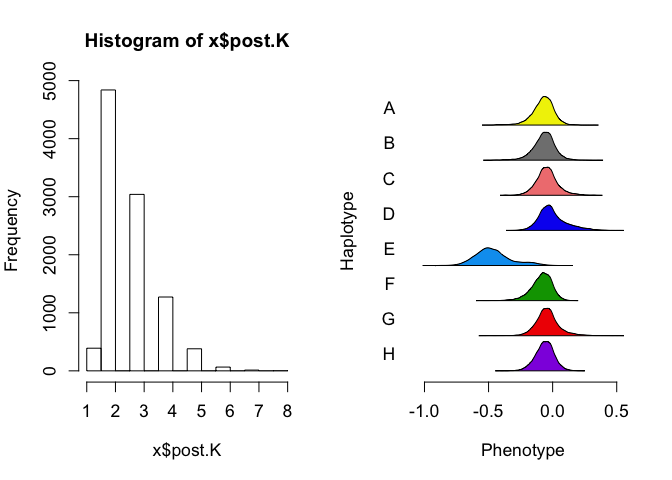 Histogram of x$post.K
Frequency
0
1000
2000
3000
4000
5000
1 2 3 4 5 6 7 8
x$post.K
Haplotype
A
B
C
D
E
F
G
H
-1.0 -0.5 0.0 0.5
Phenotype